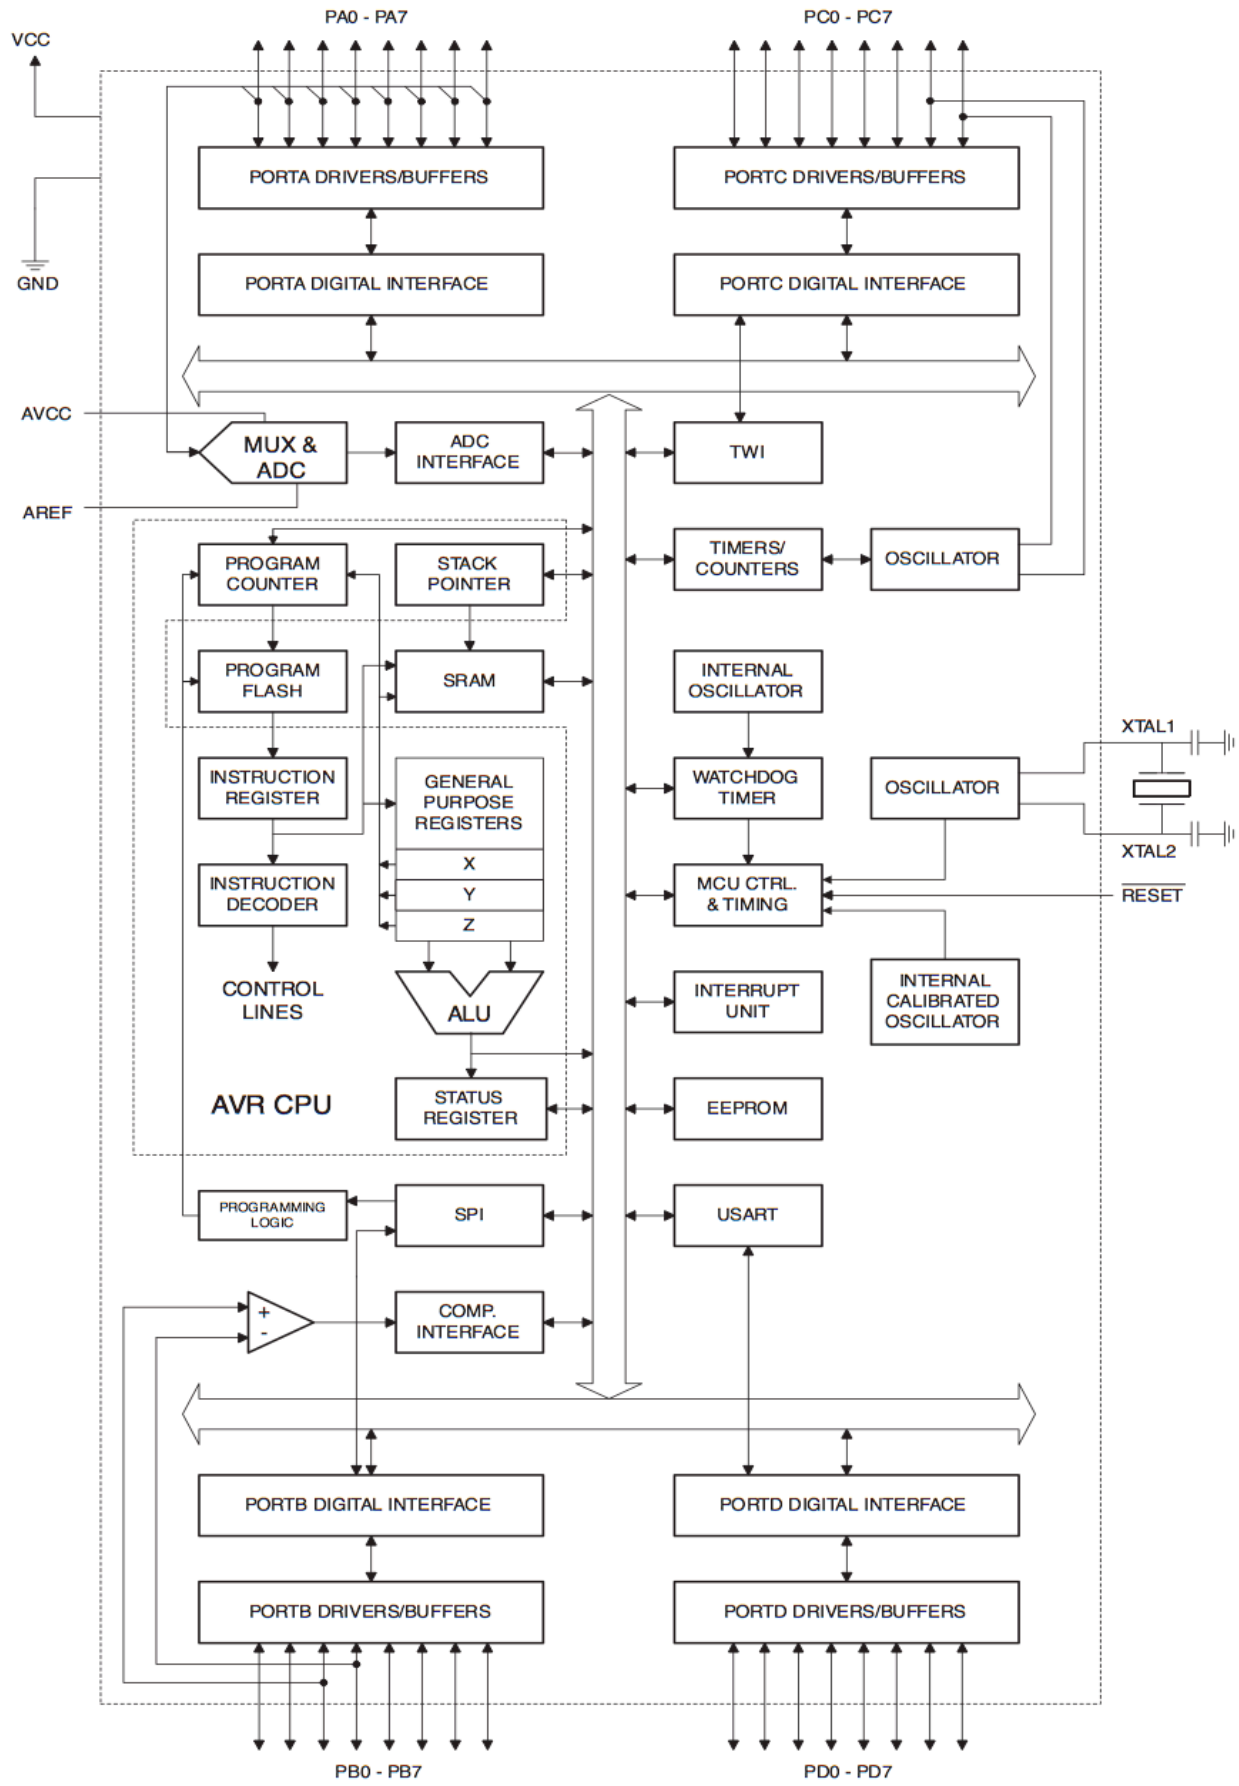 PA0 - PA7
PC0 - PC7
VCC
PORTA DRIVERS/BUFFERS
PORTC DRIVERS/BUFFERS
GND
PORTA DIGITAL INTERFACE
PORTC DIGITAL INTERFACE
AVCC
MUX &
ADC
ADC
INTERFACE
TWI
AREF
PROGRAM
COUNTER
STACK
POINTER
TIMERS/
COUNTERS
OSCILLATOR
PROGRAM
FLASH
SRAM
INTERNAL
OSCILLATOR
XTAL1
INSTRUCTION
REGISTER
GENERAL
PURPOSE
REGISTERS
WATCHDOG
TIMER
OSCILLATOR
XTAL2
X
INSTRUCTION
DECODER
Y
MCU CTRL.
& TIMING
RESET
Z
CONTROL
LINES
ALU
INTERRUPT
UNIT
INTERNAL
CALIBRATED
OSCILLATOR
AVR CPU
STATUS
REGISTER
EEPROM
PROGRAMMING
LOGIC
SPI
USART
+
-
COMP.
INTERFACE
PORTB DIGITAL INTERFACE
PORTD DIGITAL INTERFACE
PORTB DRIVERS/BUFFERS
PORTD DRIVERS/BUFFERS
PB0 - PB7
PD0 - PD7